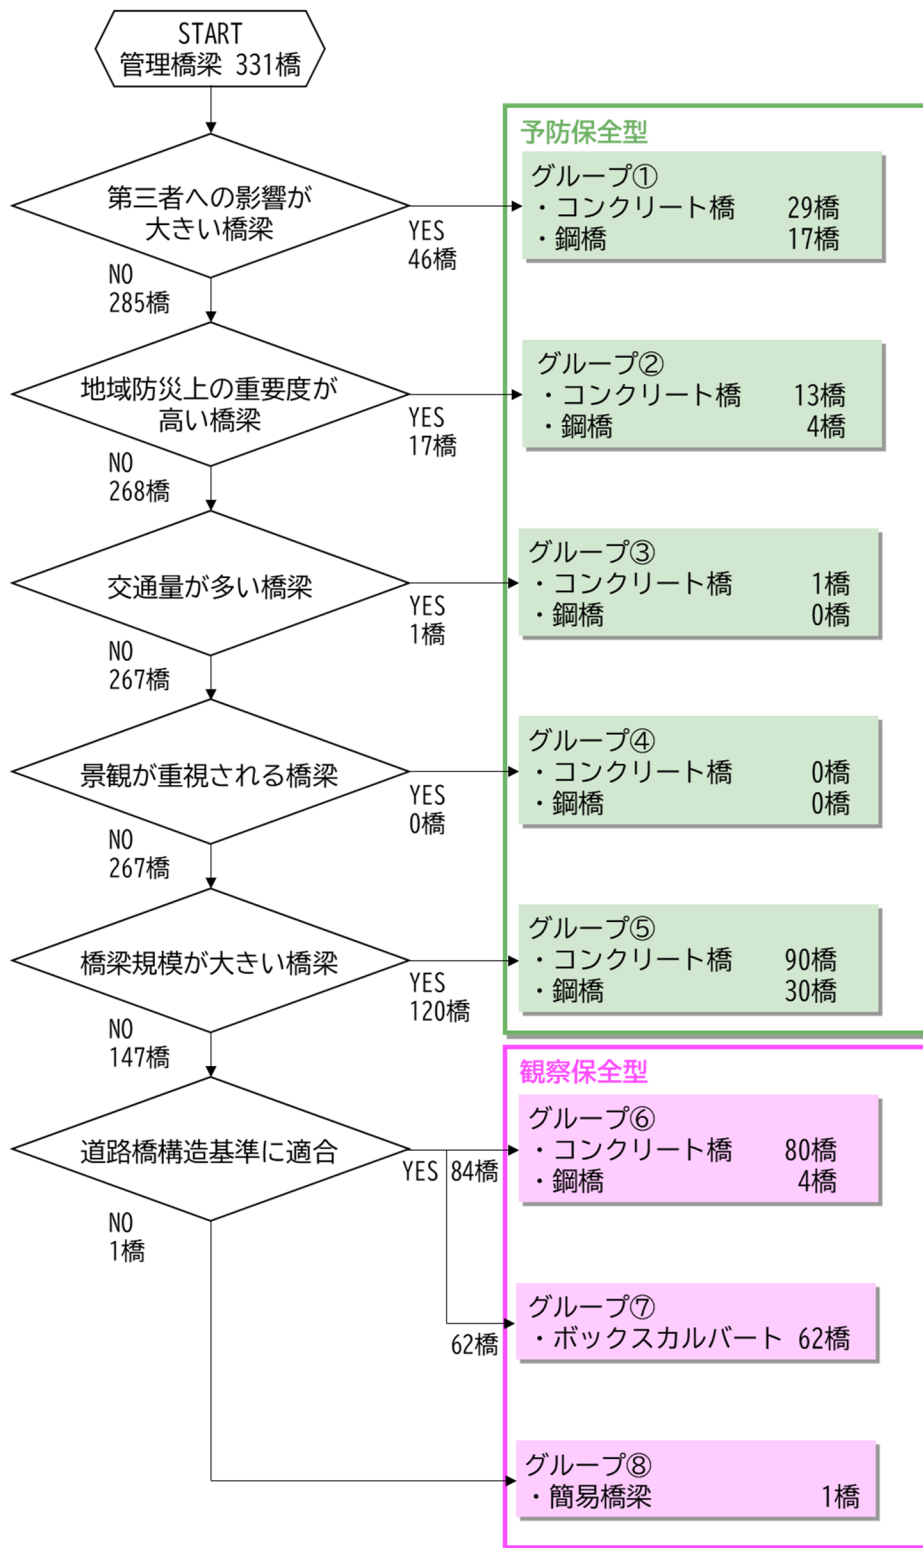 START
管理橋梁 331橋
予防保全型
第三者への影響が
大きい橋梁
YES
46橋
グループ①
・コンクリート橋 29橋
・鋼橋 17橋
NO
285橋
地域防災上の重要度が
高い橋梁
YES
17橋
グループ②
・コンクリート橋 13橋
・鋼橋 4橋
NO
268橋
交通量が多い橋梁
YES
1橋
グループ③
・コンクリート橋 1橋
・鋼橋 0橋
NO
267橋
景観が重視される橋梁
YES
0橋
グループ④
・コンクリート橋 0橋
・鋼橋 0橋
NO
267橋
橋梁規模が大きい橋梁
YES
120橋
グループ⑤
・コンクリート橋 90橋
・鋼橋 30橋
NO
147橋
観察保全型
道路橋構造基準に適合
YES 84橋
グループ⑥
・コンクリート橋 80橋
・鋼橋 4橋
NO
1橋
62橋
グループ⑦
・ボックスカルバート 62橋
グループ⑧
・簡易橋梁 1橋